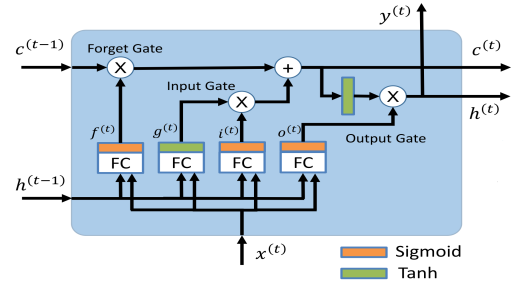 y^(t)
Forget Gate
c^(t−1)
c^(t)
Input Gate
h^(t)
f^(t)
g^(t)
i^(t)
o^(t)
Output Gate
FC
FC
FC
FC
h^(t−1)
x^(t)
Sigmoid
Tanh